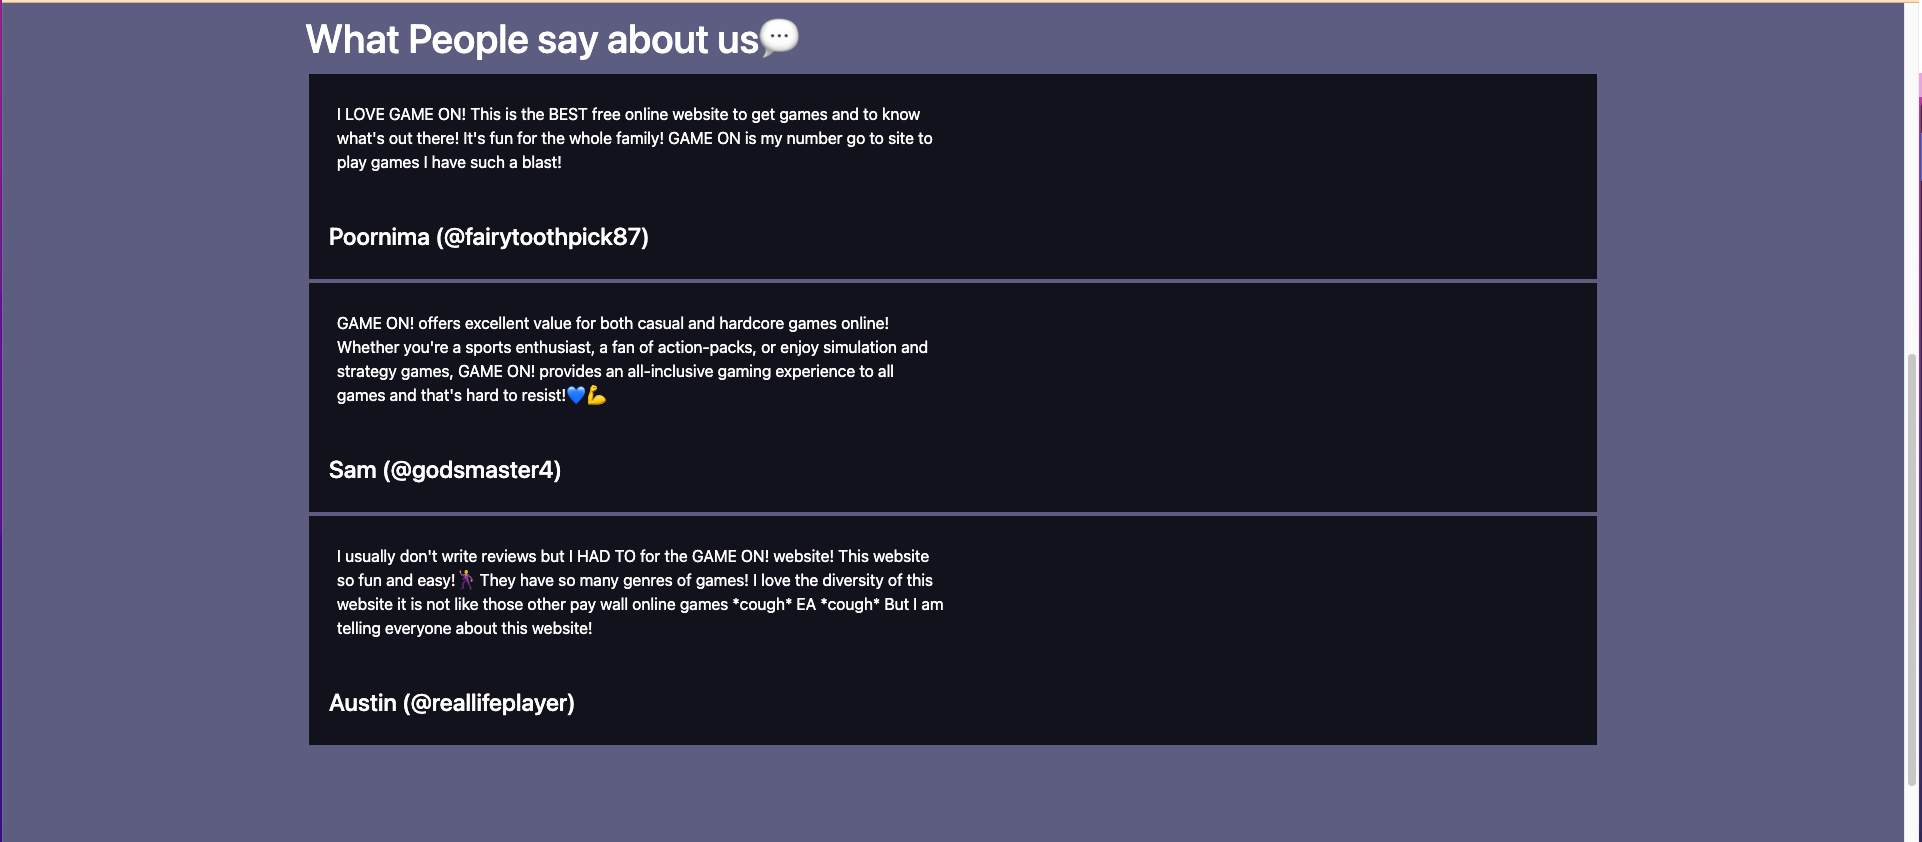 What People say about us💬
I LOVE GAME ON! This is the BEST free online website to get games and to know
what's out there! It's fun for the whole family! GAME ON is my number go to site to
play games I have such a blast!
Poornima (@fairytoothpick87)
GAME ON! offers excellent value for both casual and hardcore games online!
Whether you're a sports enthusiast, a fan of action-packs, or enjoy simulation and
strategy games, GAME ON! provides an all-inclusive gaming experience to all
games and that's hard to resist!💙💪
Sam (@godsmaster4)
I usually don't write reviews but I HAD TO for the GAME ON! website! This website
so fun and easy!🕺 They have so many genres of games! I love the diversity of this
website it is not like those other pay wall online games *cough* EA *cough* But I am
telling everyone about this website!
Austin (@reallifeplayer)